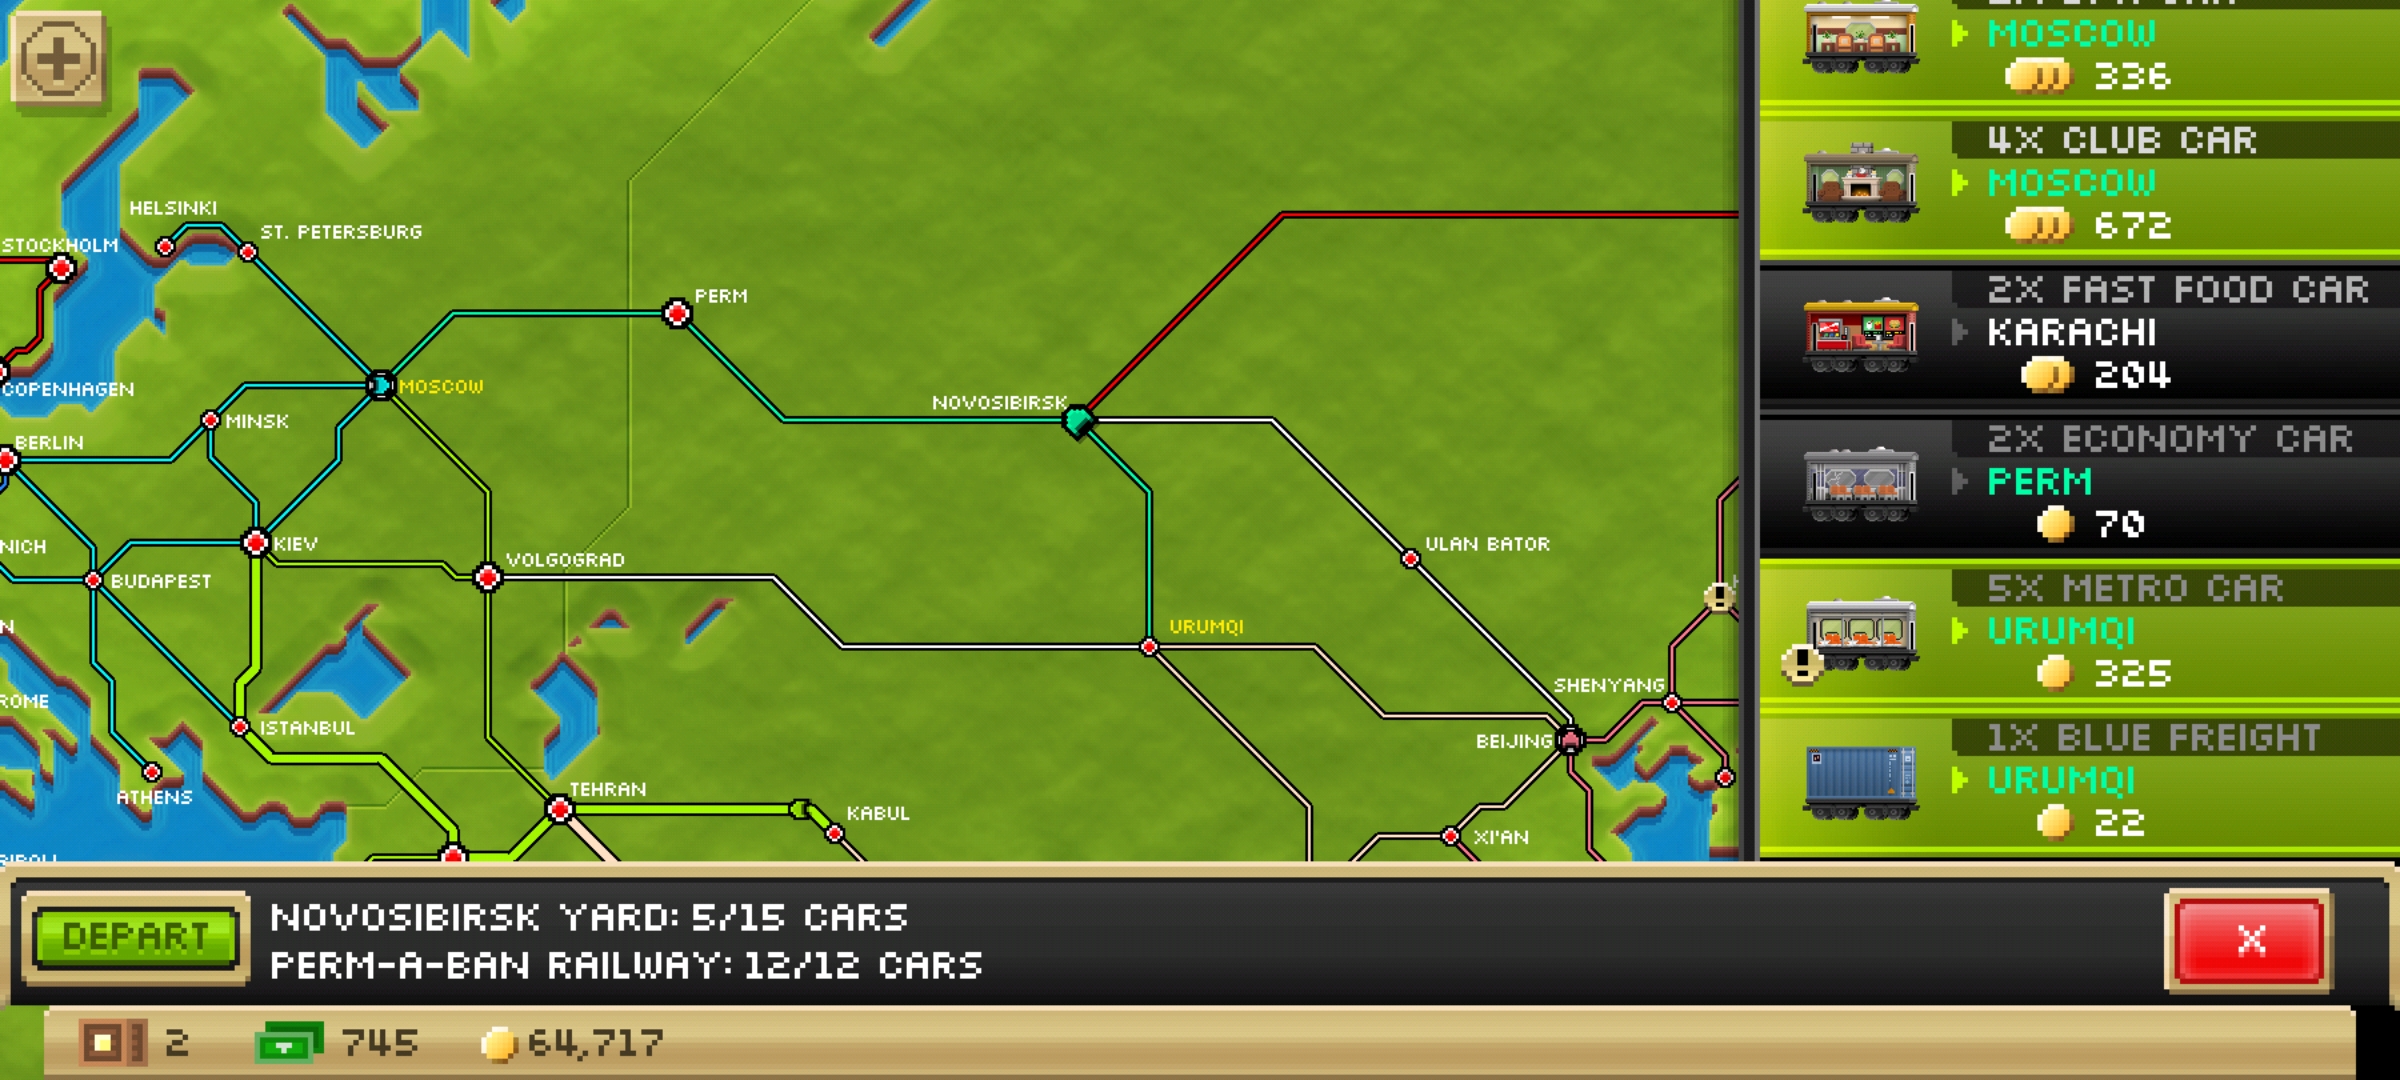 HELSINKI
ST. PETERSBURG
STOCKHOLM
PERM
COPENHAGEN
MOSCOW
MINSK
NOVOSIBIRSK
BERLIN
NICH
KIEV
ULAN BATOR
VOLGOGRAD
BUDAPEST
URUMQI
ROME
SHENYANG
ISTANBUL
BEIJING
ATHENS
TEHRAN
KABUL
XI'AN
MOSCOW
336
4X CLUB CAR
MOSCOW
672
2X FAST FOOD CAR
KARACHI
204
2X ECONOMY CAR
PERM
70
5X METRO CAR
URUMQI
325
1X BLUE FREIGHT
URUMQI
22
DEPART
NOVOSIBIRSK YARD: 5/15 CARS
PERM-A-BAN RAILWAY: 12/12 CARS
X
2
745
64,717